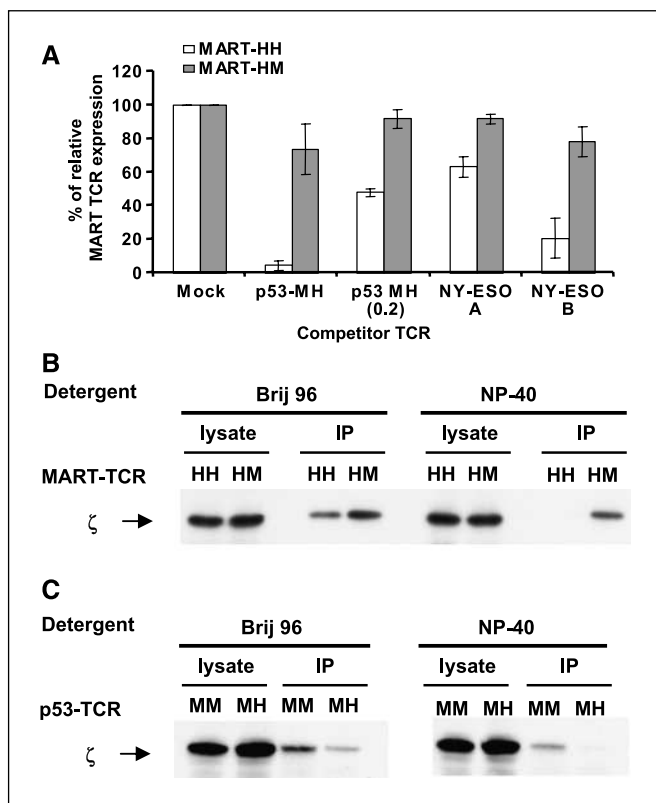 A
MART-HH
MART-HM
% of relative
MART TCR expression
120
100
80
60
40
20
0
Mock p53-MH p53 MH NY-ESO NY-ESO
(0.2) A B
Competitor TCR
B
Detergent Brij 96 NP-40
lysate IP lysate IP
MART-TCR HH HM HH HM HH HM HH HM
ζ
C
Detergent Brij 96 NP-40
lysate IP lysate IP
p53-TCR MM MH MM MH MM MH MM MH
ζ